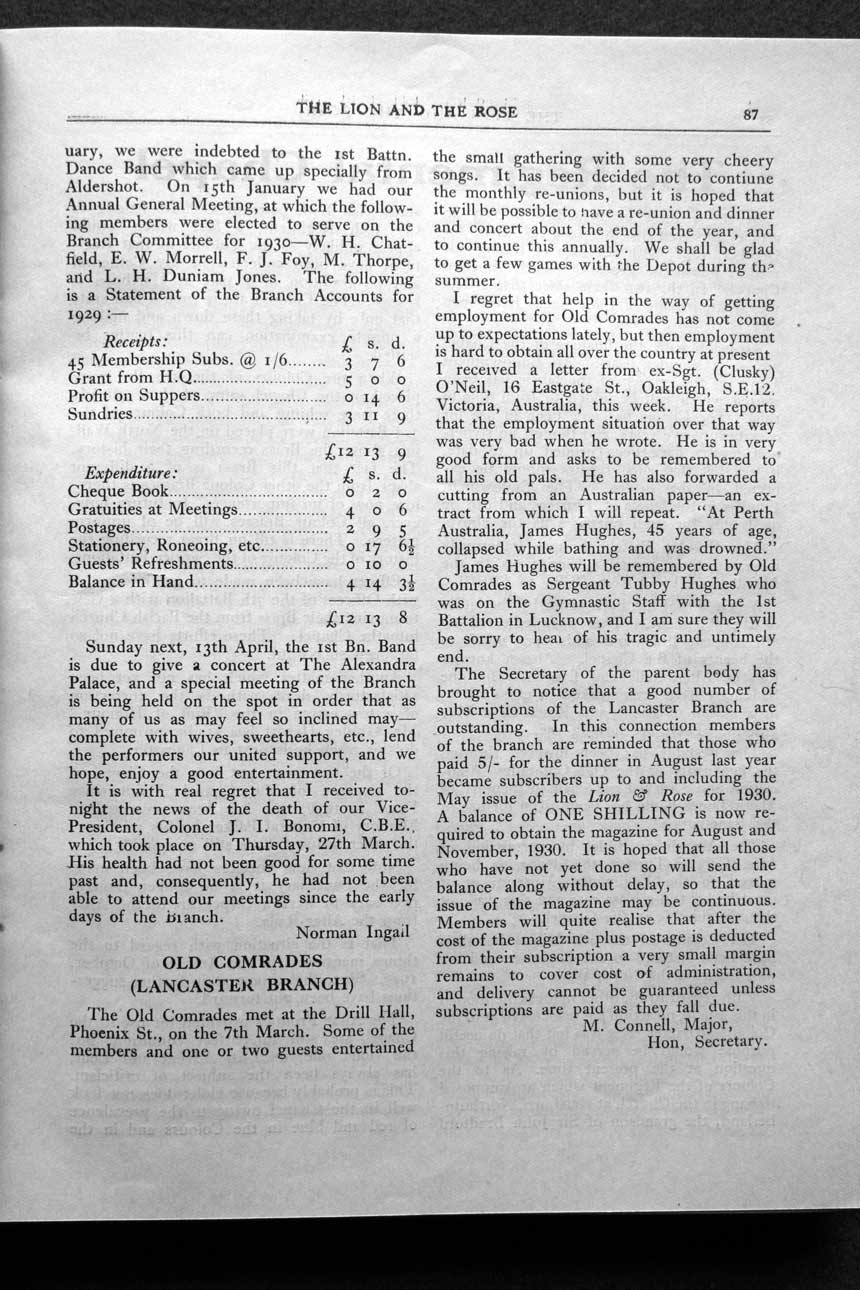 THE LION AND THE ROSE 87
uary, we were indebted to the 1st Battn.
Dance Band which came up specially from
Aldershot. On 15th January we had our
Annual General Meeting, at which the follow-
ing members were elected to serve on the
Branch Committee for 1930—W. H. Chat-
field, E. W. Morrell, F. J. Foy, M. Thorpe,
and L. H. Duniam Jones. The following
is a Statement of the Branch Accounts for
1929 :—
Receipts: £ s. d.
45 Membership Subs. @ 1/6........ 3 7 6
Grant from H.Q.............................. 5 0 0
Profit on Suppers............................ 0 14 6
Sundries........................................... 3 11 9
£12 13 9
Expenditure: £ s. d.
Cheque Book................................... 0 2 0
Gratuities at Meetings.................... 4 0 6
Postages............................................ 2 9 5
Stationery, Roneoing, etc............... 0 17 6½
Guests' Refreshments..................... 0 10 0
Balance in Hand.............................. 4 14 3½
£12 13 8
Sunday next, 13th April, the 1st Bn. Band
is due to give a concert at The Alexandra
Palace, and a special meeting of the Branch
is being held on the spot in order that as
many of us as may feel so inclined may—
complete with wives, sweethearts, etc., lend
the performers our united support, and we
hope, enjoy a good entertainment.
It is with real regret that I received to-
night the news of the death of our Vice-
President, Colonel J. I. Bonomi, C.B.E.,
which took place on Thursday, 27th March.
His health had not been good for some time
past and, consequently, he had not been
able to attend our meetings since the early
days of the Branch.
Norman Ingail
OLD COMRADES
(LANCASTER BRANCH)
The Old Comrades met at the Drill Hall,
Phoenix St., on the 7th March. Some of the
members and one or two guests entertained
the small gathering with some very cheery
songs. It has been decided not to contiune
the monthly re-unions, but it is hoped that
it will be possible to have a re-union and dinner
and concert about the end of the year, and
to continue this annually. We shall be glad
to get a few games with the Depot during the
summer.
I regret that help in the way of getting
employment for Old Comrades has not come
up to expectations lately, but then employment
is hard to obtain all over the country at present
I received a letter from ex-Sgt. (Clusky)
O'Neil, 16 Eastgate St., Oakleigh, S.E.12.
Victoria, Australia, this week. He reports
that the employment situation over that way
was very bad when he wrote. He is in very
good form and asks to be remembered to
all his old pals. He has also forwarded a
cutting from an Australian paper—an ex-
tract from which I will repeat. "At Perth
Australia, James Hughes, 45 years of age,
collapsed while bathing and was drowned."
James Hughes will be remembered by Old
Comrades as Sergeant Tubby Hughes who
was on the Gymnastic Staff with the 1st
Battalion in Lucknow, and I am sure they will
be sorry to hear of his tragic and untimely
end.
The Secretary of the parent body has
brought to notice that a good number of
subscriptions of the Lancaster Branch are
outstanding. In this connection members
of the branch are reminded that those who
paid 5/- for the dinner in August last year
became subscribers up to and including the
May issue of the Lion & Rose for 1930.
A balance of ONE SHILLING is now re-
quired to obtain the magazine for August and
November, 1930. It is hoped that all those
who have not yet done so will send the
balance along without delay, so that the
issue of the magazine may be continuous.
Members will quite realise that after the
cost of the magazine plus postage is deducted
from their subscription a very small margin
remains to cover cost of administration,
and delivery cannot be guaranteed unless
subscriptions are paid as they fall due.
M. Connell, Major,
Hon, Secretary.